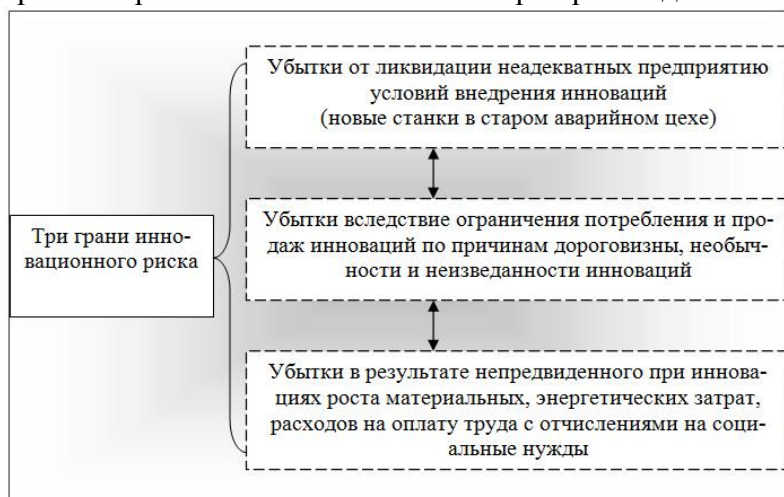 Убытки от ликвидации неадекватных предприятию
условий внедрения инноваций
(новые станки в старом аварийном цехе)
Три грани инно-
вационного риска
Убытки вследствие ограничения потребления и про-
даж инноваций по причинам дороговизны, необыч-
ности и неизведанности инноваций
Убытки в результате непредвиденного при иннова-
циях роста материальных, энергетических затрат,
расходов на оплату труда с отчислениями на соци-
альные нужды